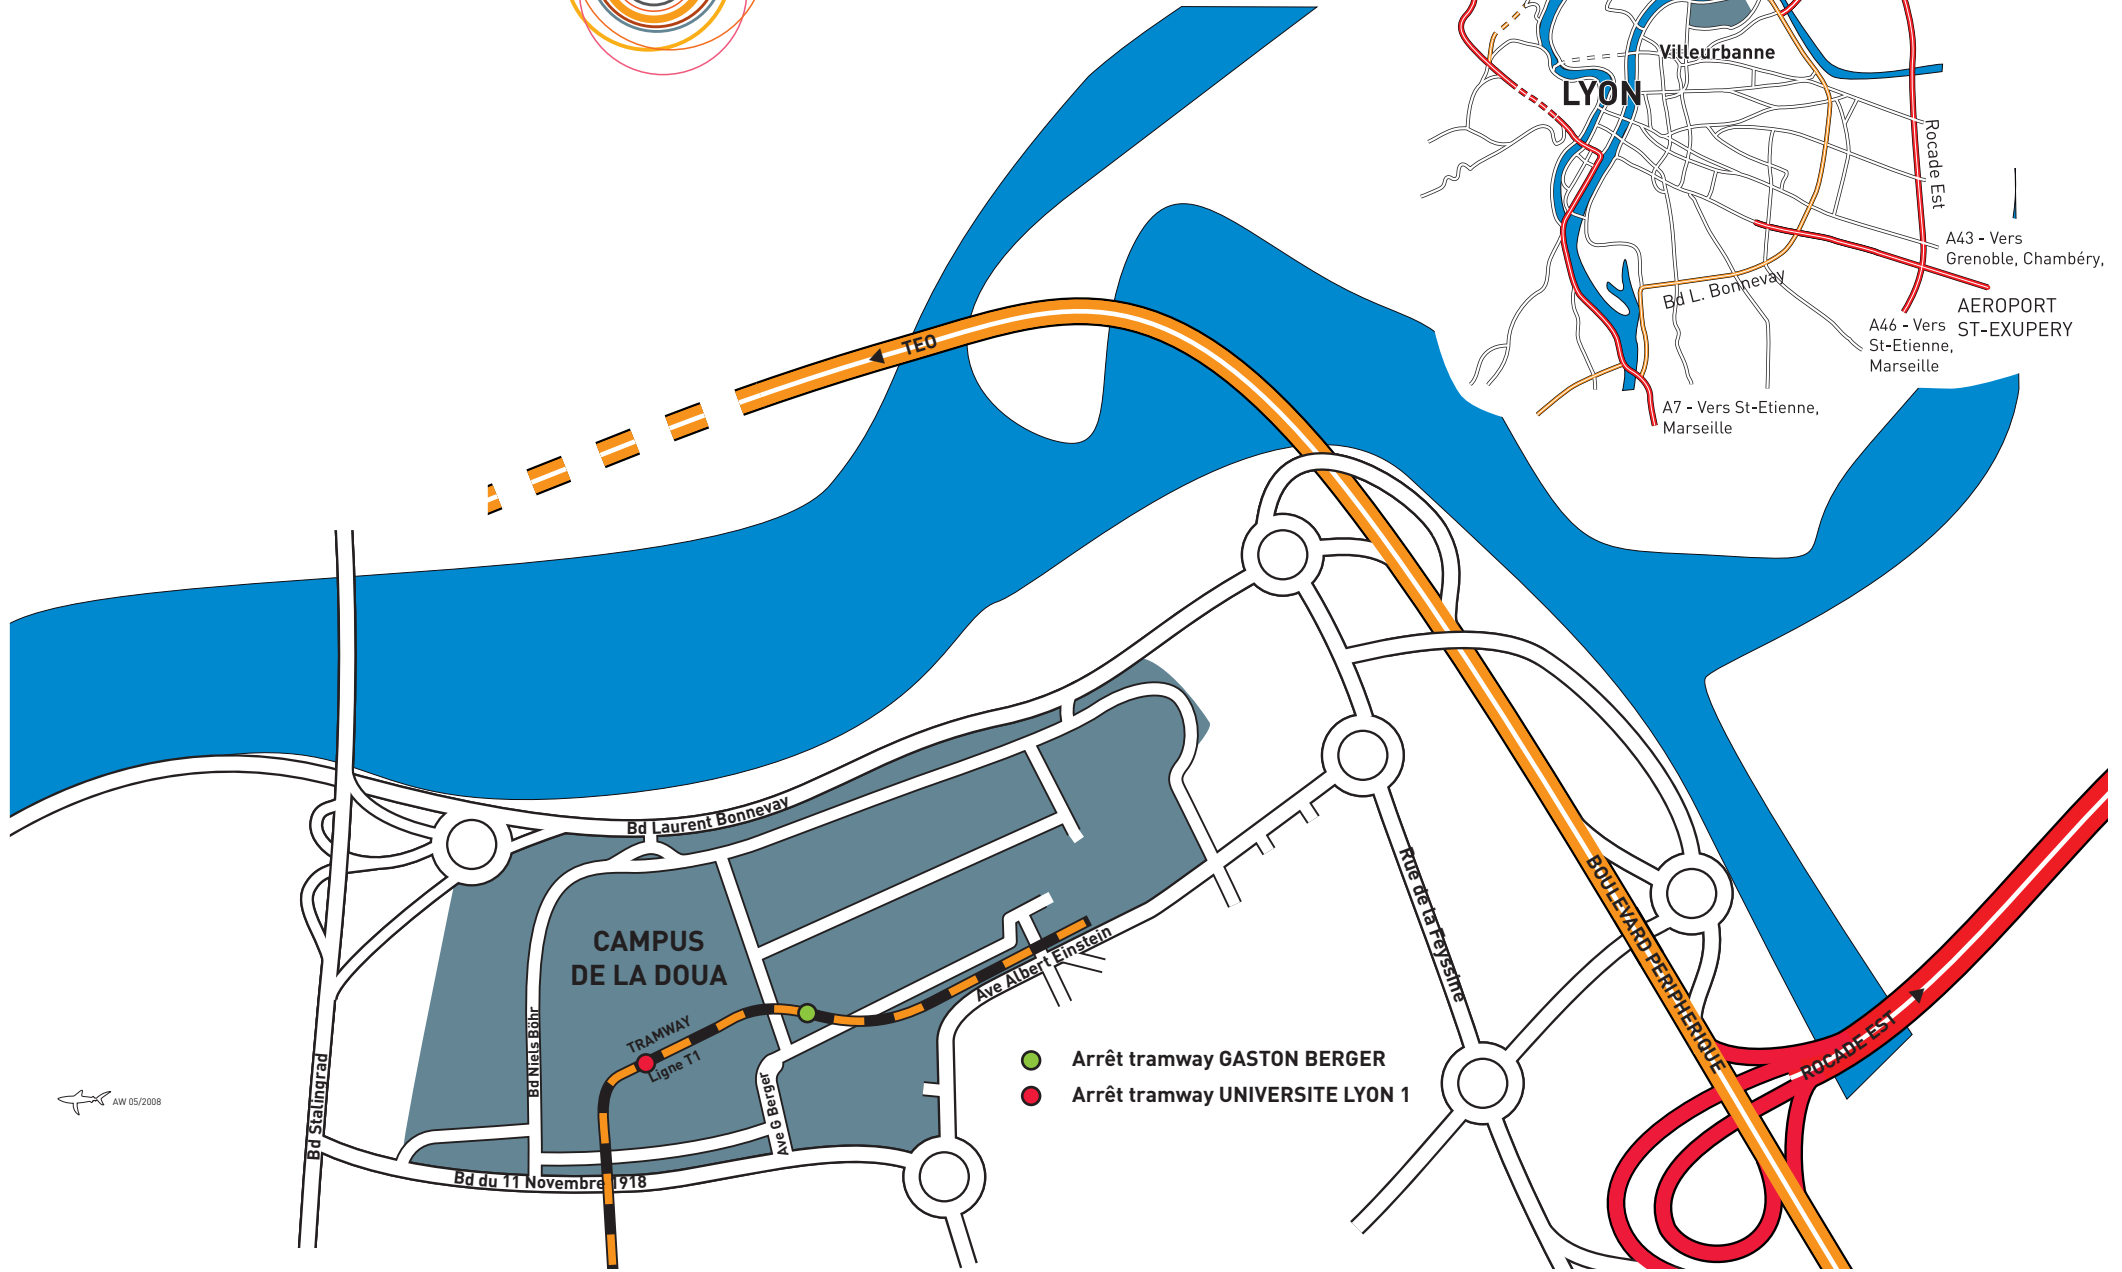 Villeurbanne
LYON
Rocade Est
A43 - Vers
Grenoble, Chambéry,
Bd L. Bonnevay
AEROPORT
ST-EXUPERY
A46 - Vers
St-Etienne,
Marseille
A7 - Vers St-Etienne,
Marseille
TEO
Bd Laurent Bonnevay
BOULEVARD PERIPHERIQUE
Rue de la Feyssine
CAMPUS
DE LA DOUA
Ave Albert Einstein
TRAMWAY
Ligne T1
Bd Niels Böhr
Ave G Berger
ROCADE EST
Arrêt tramway GASTON BERGER
Arrêt tramway UNIVERSITE LYON 1
Bd Stalingrad
AW 05/2008
Bd du 11 Novembre 1918